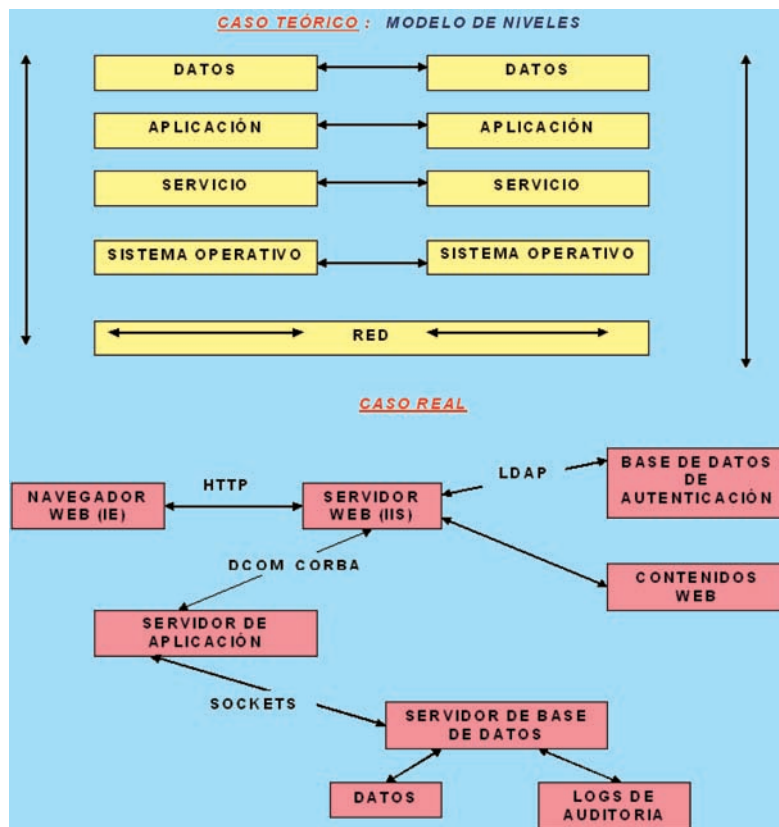 CASO TEÓRICO : MODELO DE NIVELES
DATOS
DATOS
APLICACIÓN
APLICACIÓN
SERVICIO
SERVICIO
SISTEMA OPERATIVO
SISTEMA OPERATIVO
RED
CASO REAL
NAVEGADOR
WEB (IE)
HTTP
SERVIDOR
WEB (IIS)
LDAP
BASE DE DATOS
DE
AUTENTICACIÓN
DCOM CORBA
CONTENIDOS
WEB
SERVIDOR DE
APLICACIÓN
SOCKETS
SERVIDOR DE BASE
DE DATOS
DATOS
LOGS DE
AUDITORIA